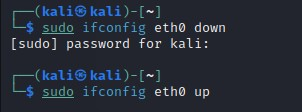 ┌──(kali㉿kali)-[~]
└─$ sudo ifconfig eth0 down
[sudo] password for kali:
┌──(kali㉿kali)-[~]
└─$ sudo ifconfig eth0 up